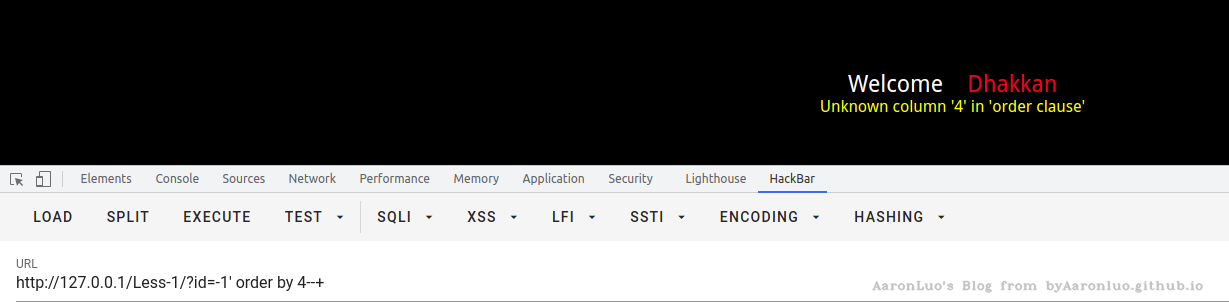 Welcome Dhakkan
Unknown column '4' in 'order clause'
Elements Console Sources Network Performance Memory Application Security Lighthouse HackBar
LOAD SPLIT EXECUTE TEST SQLI XSS LFI SSTI ENCODING HASHING
URL
http://127.0.0.1/Less-1/?id=-1' order by 4--+
AaronLuo's Blog from byAaronluo.github.io